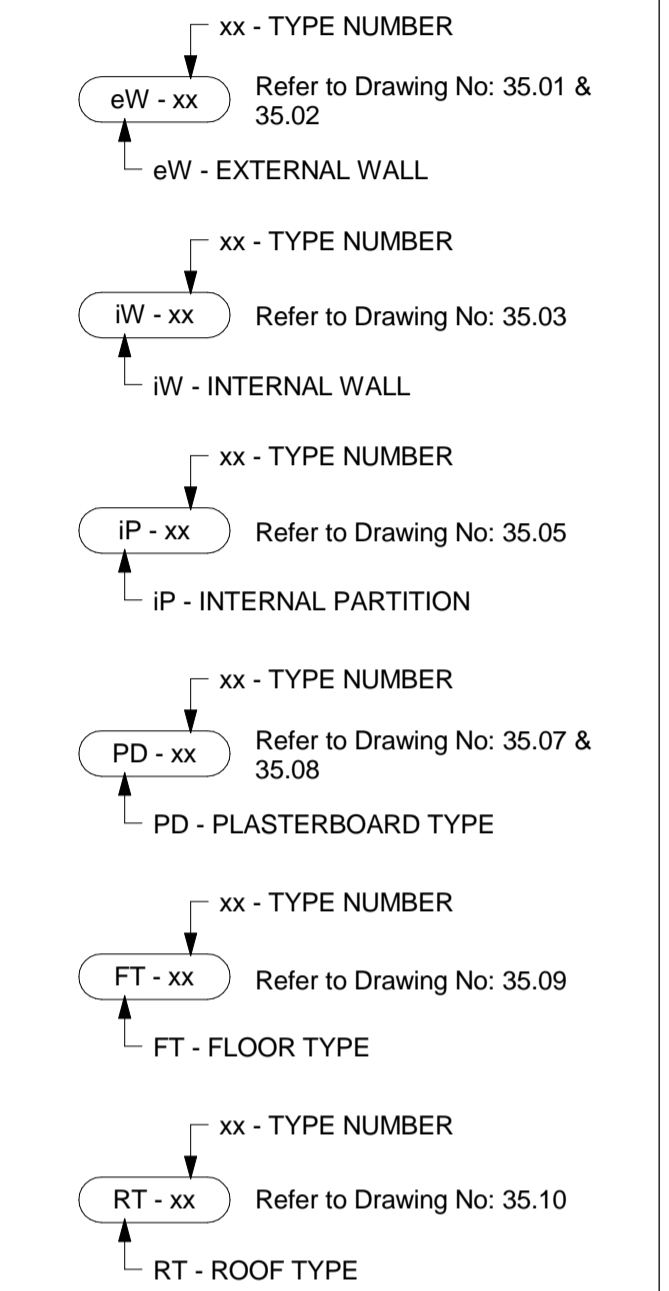 xx - TYPE NUMBER
eW - xx
Refer to Drawing No: 35.01 &
35.02
eW - EXTERNAL WALL
xx - TYPE NUMBER
iW - xx
Refer to Drawing No: 35.03
iW - INTERNAL WALL
xx - TYPE NUMBER
iP - xx
Refer to Drawing No: 35.05
iP - INTERNAL PARTITION
xx - TYPE NUMBER
PD - xx
Refer to Drawing No: 35.07 &
35.08
PD - PLASTERBOARD TYPE
xx - TYPE NUMBER
FT - xx
Refer to Drawing No: 35.09
FT - FLOOR TYPE
xx - TYPE NUMBER
RT - xx
Refer to Drawing No: 35.10
RT - ROOF TYPE